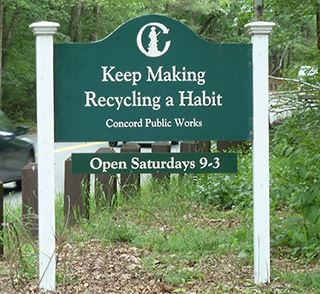 C
Keep Making
Recycling a Habit
Concord Public Works
Open Saturdays 9-3